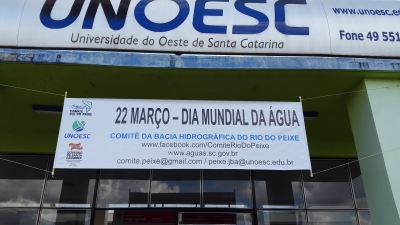 UNOESC
Universidade do Oeste de Santa Catarina
www.unoesc.ed
Fone 49 551
22 MARÇO – DIA MUNDIAL DA ÁGUA
COMITÊ DA BACIA HIDROGRÁFICA DO RIO DO PEIXE
www.facebook.com/ComiteRioDoPeixe
www.aguas.sc.gov.br
comite.peixe@gmail.com / peixe.jba@unoesc.edu.br
UNOESC